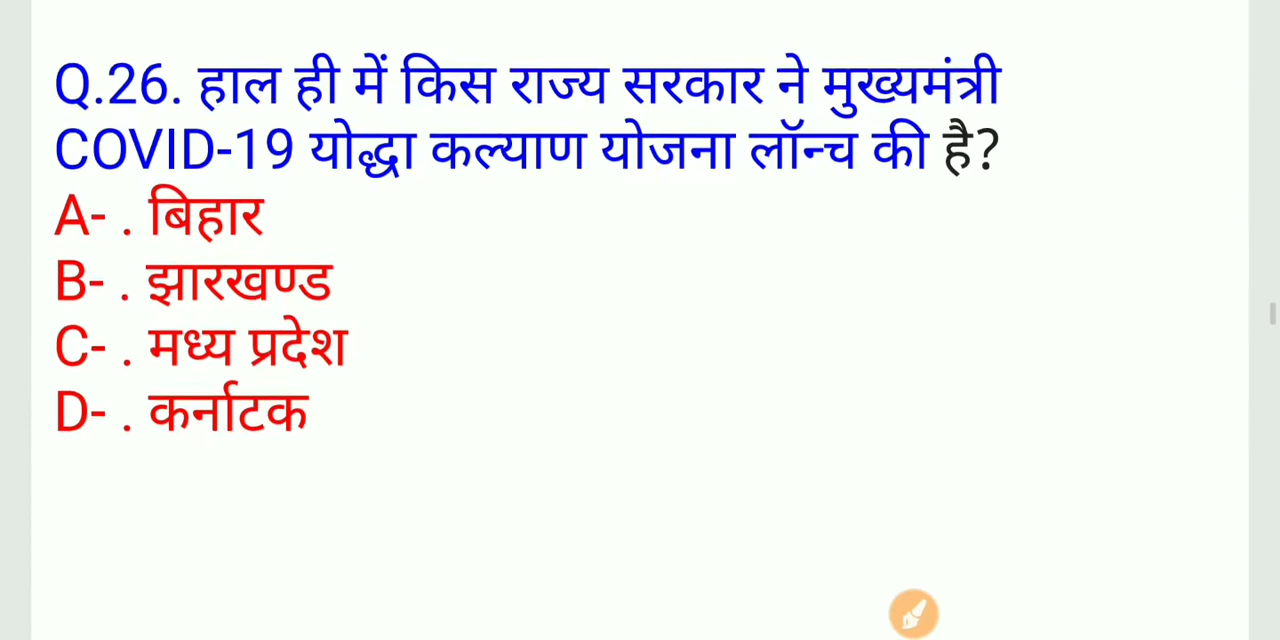 Q.26. हाल ही में किस राज्य सरकार ने मुख्यमंत्री
COVID-19 योद्धा कल्याण योजना लॉन्च की है?
A- . बिहार
B- . झारखण्ड
C- . मध्य प्रदेश
D- . कर्नाटक